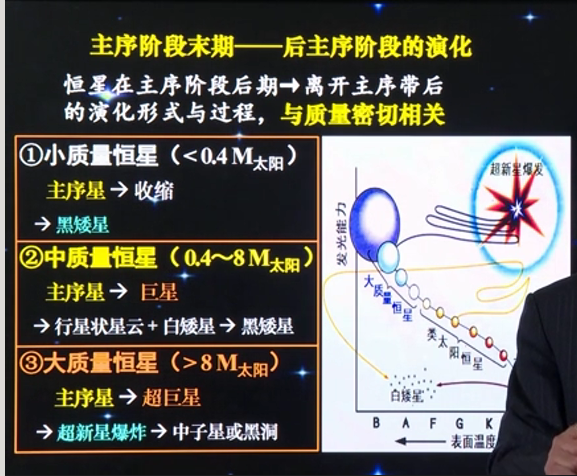 主序阶段末期——后主序阶段的演化
恒星在主序阶段后期→离开主序带后
的演化形式与过程，与质量密切相关
①小质量恒星（<0.4 M太阳）
主序星→收缩
→黑矮星
②中质量恒星（0.4～8 M太阳）
主序星→ 巨星
→行星状星云+白矮星→黑矮星
③大质量恒星（>8 M太阳）
主序星→超巨星
→超新星爆炸→中子星或黑洞
超新星爆发
发光能力
大质量恒星
类太阳恒星
白矮星
B A F G K
← 表面温度